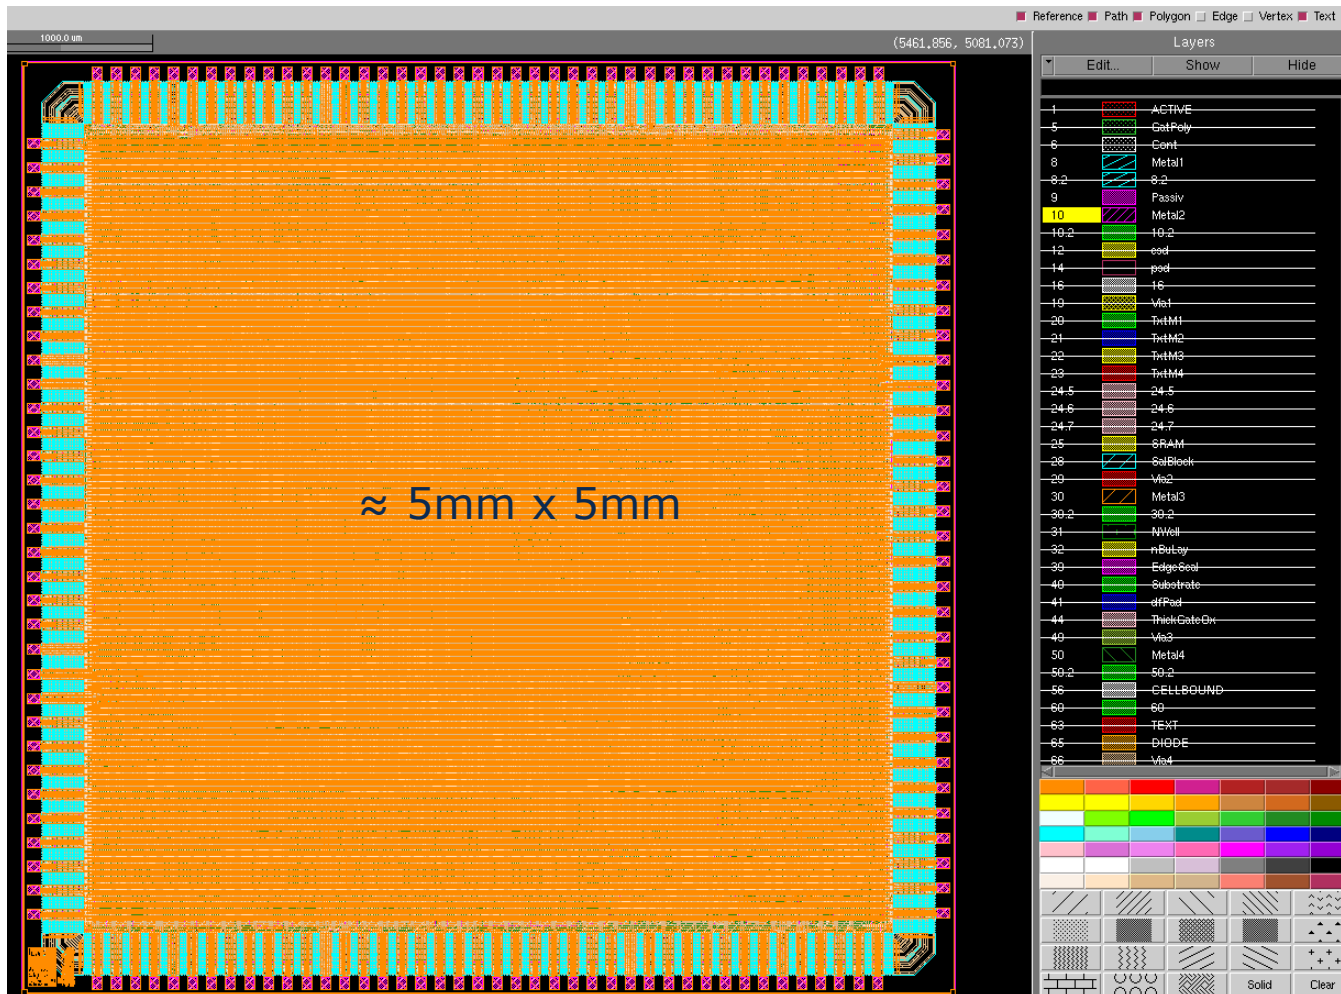 Reference Path Polygon Edge Vertex Text
1000.0 um
(5461.856, 5081.073)
Layers
Edit... Show Hide
1 ACTIVE
5 GatPoly
6 Cont
8 Metal1
8.2 8.2
9 Passiv
10 Metal2
10.2 10.2
12
14 psd
16 16
19 Via1
20 TxtM1
21 TxtM2
22 TxtM3
23 TxtM4
24.5 24.5
24.6 24.6
24.7 24.7
25 SRAM
28 SalBlock
29 Via2
30 Metal3
30.2 30.2
31 NWell
32 nBuLay
39 EdgeSeal
40 Substrate
41 dfPad
44 ThickGateOx
49 Via3
50 Metal4
50.2 50.2
56 CELLBOUND
60 60
63 TEXT
65 DIODE
66 Via4
≈ 5mm x 5mm
Solid Clear